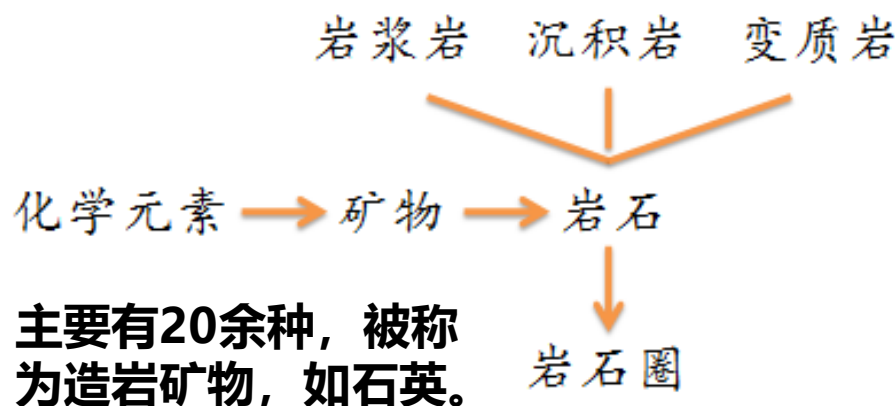 岩浆岩 沉积岩 变质岩
化学元素 矿物 岩石
主要有20余种，被称
为造岩矿物，如石英。
岩石圈